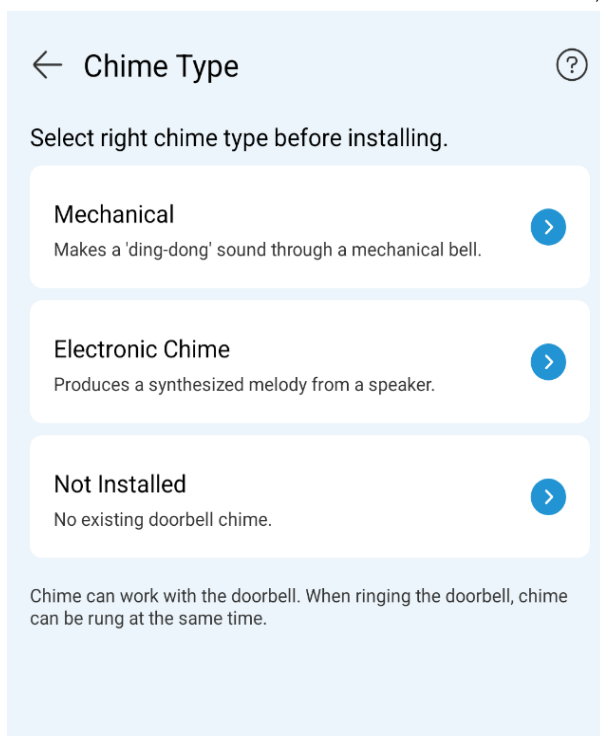 Chime Type
?
Select right chime type before installing.
Mechanical
Makes a 'ding-dong' sound through a mechanical bell.
Electronic Chime
Produces a synthesized melody from a speaker.
Not Installed
No existing doorbell chime.
Chime can work with the doorbell. When ringing the doorbell, chime
can be rung at the same time.